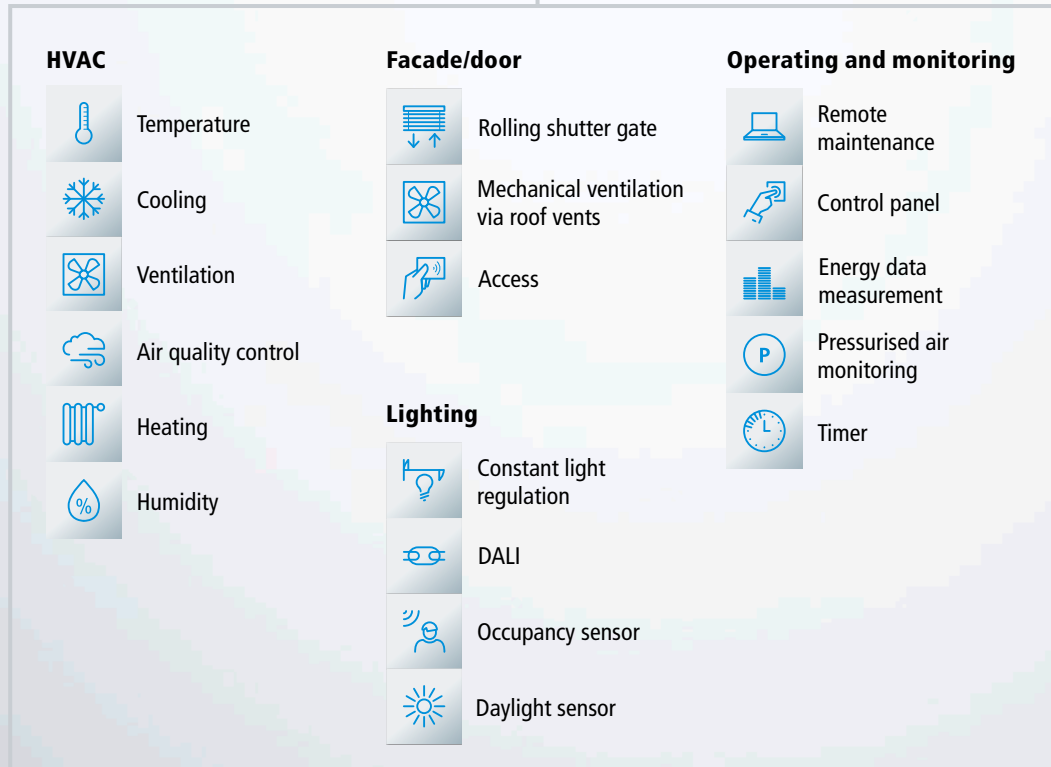 HVAC
Temperature
Cooling
Ventilation
Air quality control
Heating
%
Humidity
Facade/door
Rolling shutter gate
Mechanical ventilation
via roof vents
Access
Lighting
Constant light
regulation
DALI
Occupancy sensor
Daylight sensor
Operating and monitoring
Remote
maintenance
Control panel
Energy data
measurement
P
Pressurised air
monitoring
Timer